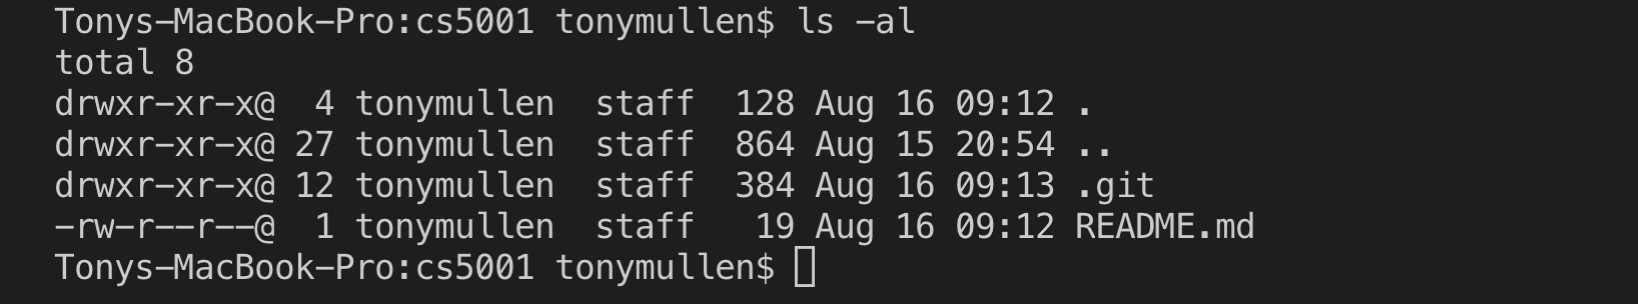 Tonys-MacBook-Pro:cs5001 tonymullen$ ls -al
total 8
drwxr-xr-x@  4 tonymullen  staff  128 Aug 16 09:12 .
drwxr-xr-x@ 27 tonymullen  staff  864 Aug 15 20:54 ..
drwxr-xr-x@ 12 tonymullen  staff  384 Aug 16 09:13 .git
-rw-r--r--@  1 tonymullen  staff   19 Aug 16 09:12 README.md
Tonys-MacBook-Pro:cs5001 tonymullen$